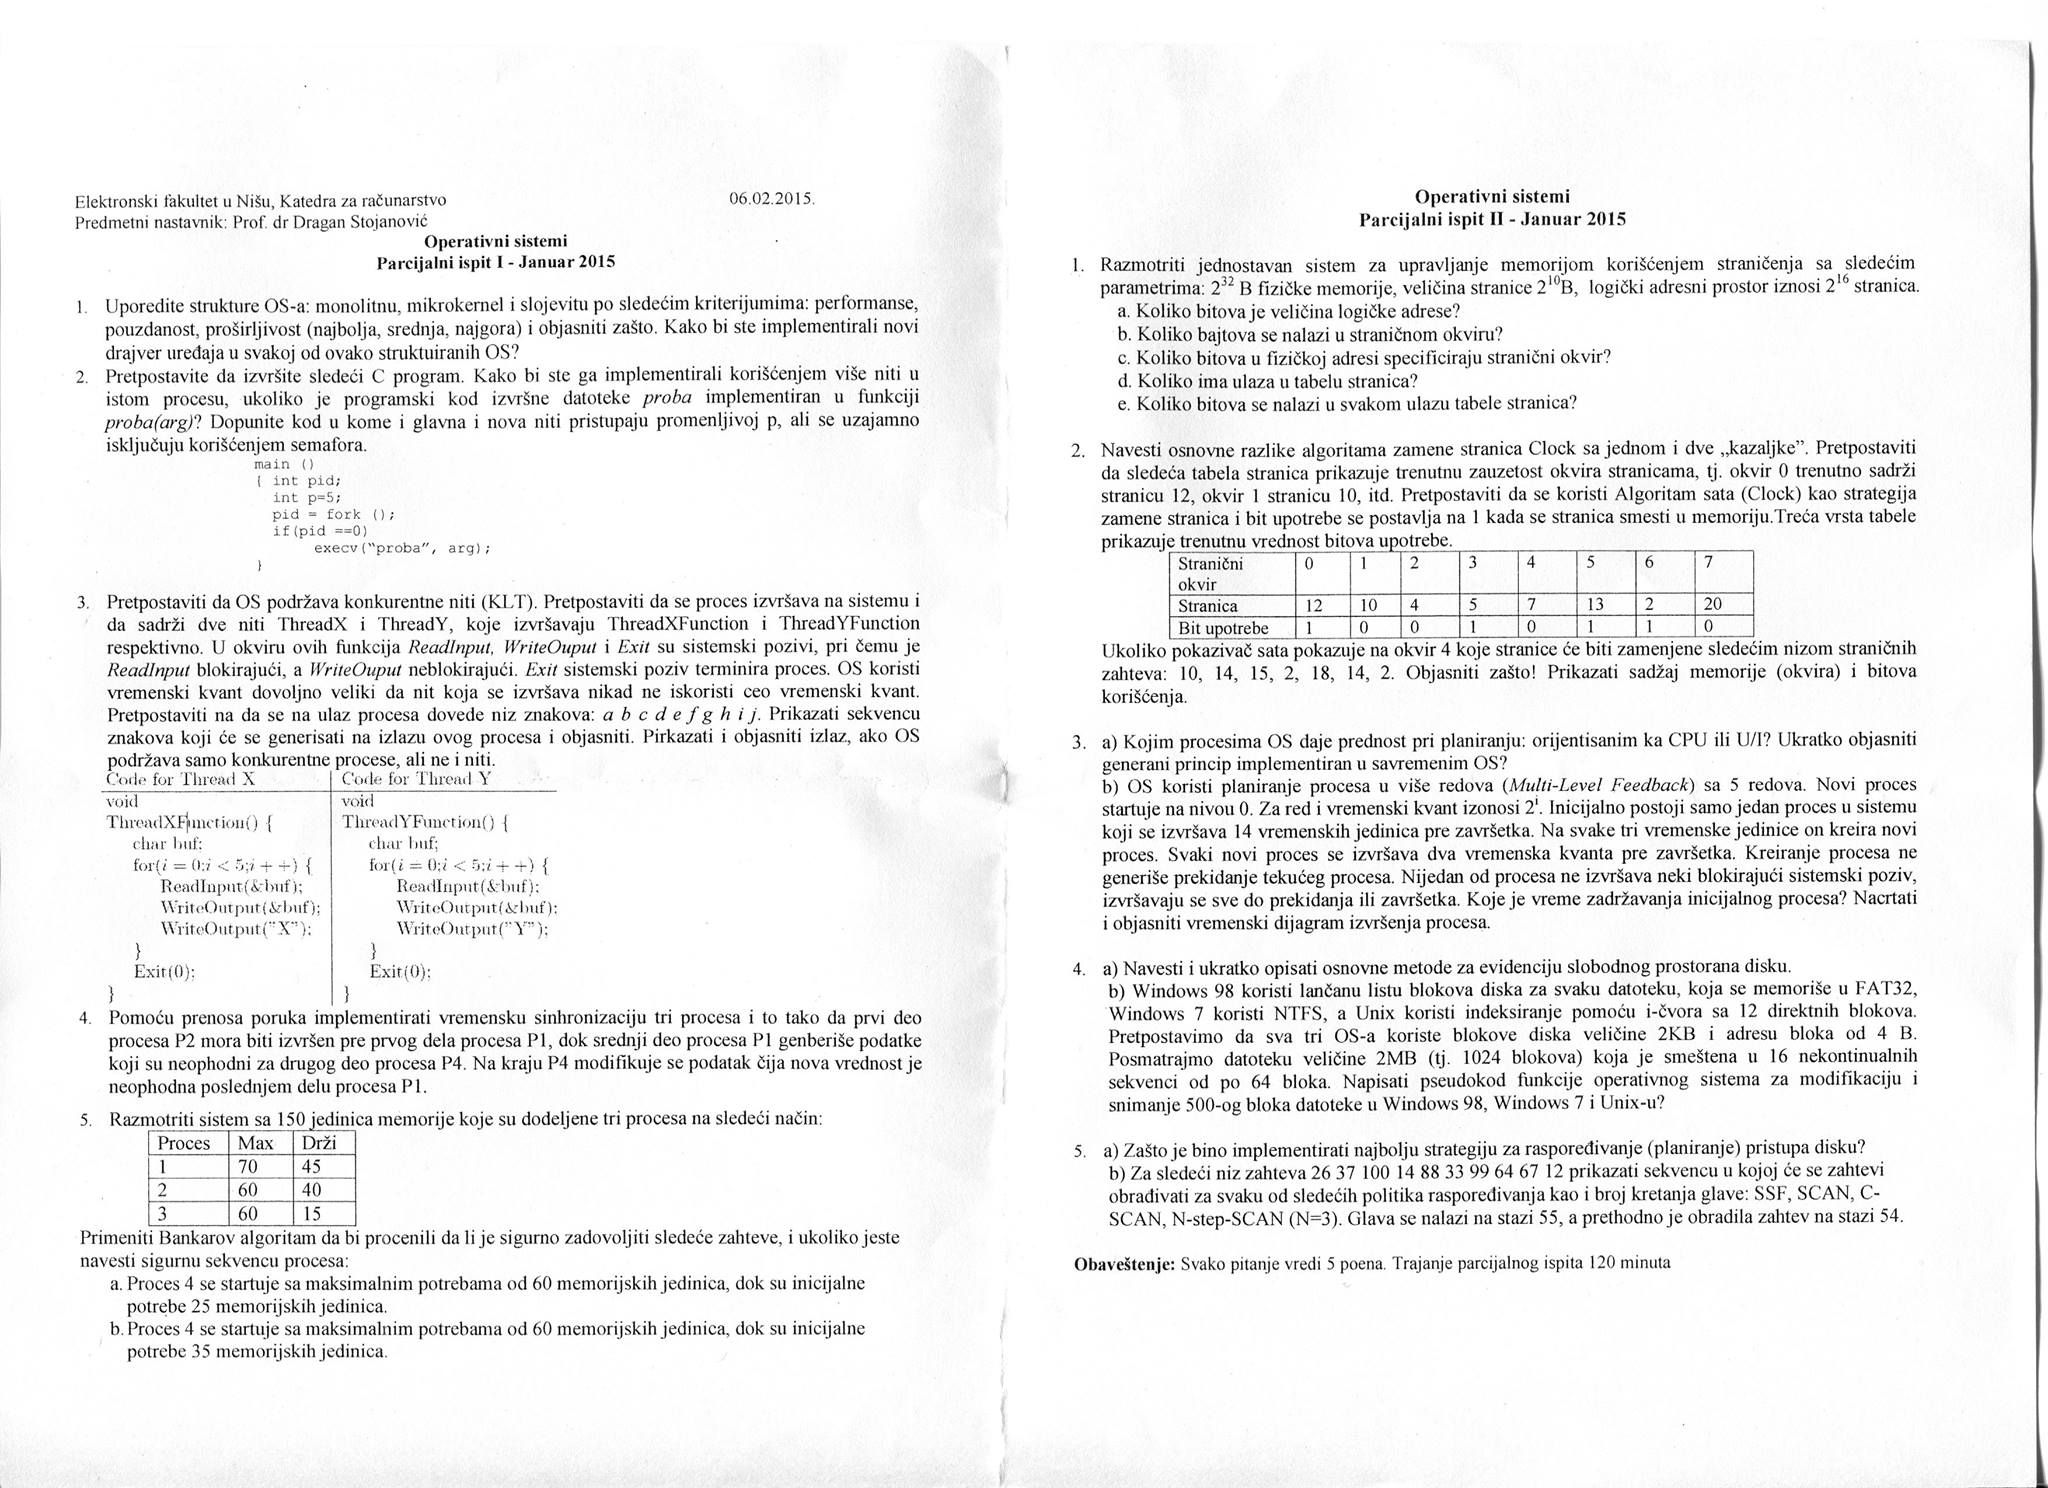 Elektronski fakultet u Nišu, Katedra za računarstvo 06.02.2015.
Predmetni nastavnik: Prof. dr Dragan Stojanović
Operativni sistemi
Parcijalni ispit I - Januar 2015
1. Uporedite strukture OS-a: monolitnu, mikrokernel i slojevitu po sledećim kriterijumima: performanse,
pouzdanost, proširljivost (najbolja, srednja, najgora) i objasniti zašto. Kako bi ste implementirali novi
drajver uređaja u svakoj od ovako struktuiranih OS?
2. Pretpostavite da izvršite sledeći C program. Kako bi ste ga implementirali korišćenjem više niti u
istom procesu, ukoliko je programski kod izvršne datoteke proba implementiran u funkciji
proba(arg)? Dopunite kod u kome i glavna i nova niti pristupaju promenljivoj p, ali se uzajamno
isključuju korišćenjem semafora.
main ()
{ int pid;
int p=5;
pid = fork ();
if(pid ==0)
execv("proba", arg);
}
3. Pretpostaviti da OS podržava konkurentne niti (KLT). Pretpostaviti da se proces izvršava na sistemu i
da sadrži dve niti ThreadX i ThreadY, koje izvršavaju ThreadXFunction i ThreadYFunction
respektivno. U okviru ovih funkcija ReadInput, WriteOuput i Exit su sistemski pozivi, pri čemu je
ReadInput blokirajući, a WriteOuput neblokirajući. Exit sistemski poziv terminira proces. OS koristi
vremenski kvant dovoljno veliki da nit koja se izvršava nikad ne iskoristi ceo vremenski kvant.
Pretpostaviti na da se na ulaz procesa dovede niz znakova: a b c d e f g h i j. Prikazati sekvencu
znakova koji će se generisati na izlazu ovog procesa i objasniti. Pirkazati i objasniti izlaz, ako OS
podržava samo konkurentne procese, ali ne i niti.
Code for Thread X Code for Thread Y
void void
ThreadXFunction() { ThreadYFunction() {
char buf; char buf;
for(i = 0;i < 5;i + +) { for(i = 0;i < 5;i + +) {
ReadInput(&buf); ReadInput(&buf);
WriteOutput(&buf); WriteOutput(&buf);
WriteOutput("X"); WriteOutput("Y");
} }
Exit(0); Exit(0);
} }
4. Pomoću prenosa poruka implementirati vremensku sinhronizaciju tri procesa i to tako da prvi deo
procesa P2 mora biti izvršen pre prvog dela procesa P1, dok srednji deo procesa P1 genberiše podatke
koji su neophodni za drugog deo procesa P4. Na kraju P4 modifikuje se podatak čija nova vrednost je
neophodna poslednjem delu procesa P1.
5. Razmotriti sistem sa 150 jedinica memorije koje su dodeljene tri procesa na sledeći način:
Proces Max Drži
1 70 45
2 60 40
3 60 15
Primeniti Bankarov algoritam da bi procenili da li je sigurno zadovoljiti sledeće zahteve, i ukoliko jeste
navesti sigurnu sekvencu procesa:
a. Proces 4 se startuje sa maksimalnim potrebama od 60 memorijskih jedinica, dok su inicijalne
potrebe 25 memorijskih jedinica.
b. Proces 4 se startuje sa maksimalnim potrebama od 60 memorijskih jedinica, dok su inicijalne
potrebe 35 memorijskih jedinica.
Operativni sistemi
Parcijalni ispit II - Januar 2015
1. Razmotriti jednostavan sistem za upravljanje memorijom korišćenjem straničenja sa sledećim
parametrima: 2³² B fizičke memorije, veličina stranice 2¹⁰B, logički adresni prostor iznosi 2¹⁶ stranica.
a. Koliko bitova je veličina logičke adrese?
b. Koliko bajtova se nalazi u straničnom okviru?
c. Koliko bitova u fizičkoj adresi specificiraju stranični okvir?
d. Koliko ima ulaza u tabelu stranica?
e. Koliko bitova se nalazi u svakom ulazu tabele stranica?
2. Navesti osnovne razlike algoritama zamene stranica Clock sa jednom i dve „kazaljke”. Pretpostaviti
da sledeća tabela stranica prikazuje trenutnu zauzetost okvira stranicama, tj. okvir 0 trenutno sadrži
stranicu 12, okvir 1 stranicu 10, itd. Pretpostaviti da se koristi Algoritam sata (Clock) kao strategija
zamene stranica i bit upotrebe se postavlja na 1 kada se stranica smesti u memoriju.Treća vrsta tabele
prikazuje trenutnu vrednost bitova upotrebe.
Stranični okvir 0 1 2 3 4 5 6 7
Stranica 12 10 4 5 7 13 2 20
Bit upotrebe 1 0 0 1 0 1 1 0
Ukoliko pokazivač sata pokazuje na okvir 4 koje stranice će biti zamenjene sledećim nizom straničnih
zahteva: 10, 14, 15, 2, 18, 14, 2. Objasniti zašto! Prikazati sadžaj memorije (okvira) i bitova
korišćenja.
3. a) Kojim procesima OS daje prednost pri planiranju: orijentisanim ka CPU ili U/I? Ukratko objasniti
generani princip implementiran u savremenim OS?
b) OS koristi planiranje procesa u više redova (Multi-Level Feedback) sa 5 redova. Novi proces
startuje na nivou 0. Za red i vremenski kvant izonosi 2ⁱ. Inicijalno postoji samo jedan proces u sistemu
koji se izvršava 14 vremenskih jedinica pre završetka. Na svake tri vremenske jedinice on kreira novi
proces. Svaki novi proces se izvršava dva vremenska kvanta pre završetka. Kreiranje procesa ne
generiše prekidanje tekućeg procesa. Nijedan od procesa ne izvršava neki blokirajući sistemski poziv,
izvršavaju se sve do prekidanja ili završetka. Koje je vreme zadržavanja inicijalnog procesa? Nacrtati
i objasniti vremenski dijagram izvršenja procesa.
4. a) Navesti i ukratko opisati osnovne metode za evidenciju slobodnog prostorana disku.
b) Windows 98 koristi lančanu listu blokova diska za svaku datoteku, koja se memoriše u FAT32,
Windows 7 koristi NTFS, a Unix koristi indeksiranje pomoću i-čvora sa 12 direktnih blokova.
Pretpostavimo da sva tri OS-a koriste blokove diska veličine 2KB i adresu bloka od 4 B.
Posmatrajmo datoteku veličine 2MB (tj. 1024 blokova) koja je smeštena u 16 nekontinualnih
sekvenci od po 64 bloka. Napisati pseudokod funkcije operativnog sistema za modifikaciju i
snimanje 500-og bloka datoteke u Windows 98, Windows 7 i Unix-u?
5. a) Zašto je bino implementirati najbolju strategiju za raspoređivanje (planiranje) pristupa disku?
b) Za sledeći niz zahteva 26 37 100 14 88 33 99 64 67 12 prikazati sekvencu u kojoj će se zahtevi
obrađivati za svaku od sledećih politika raspoređivanja kao i broj kretanja glave: SSF, SCAN, C-
SCAN, N-step-SCAN (N=3). Glava se nalazi na stazi 55, a prethodno je obradila zahtev na stazi 54.
Obaveštenje: Svako pitanje vredi 5 poena. Trajanje parcijalnog ispita 120 minuta